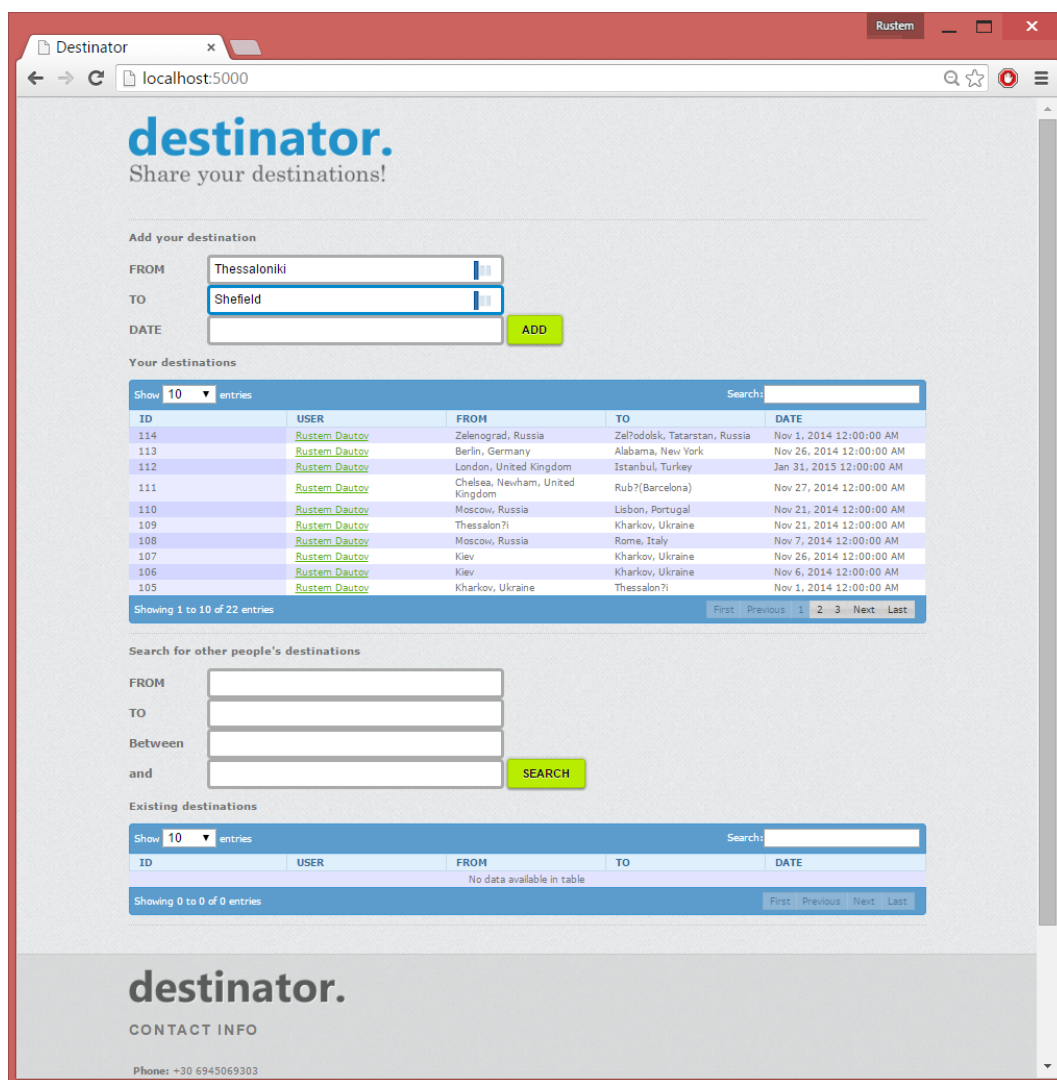 Rustem
Destinator
localhost:5000
destinator.
Share your destinations!
Add your destination
FROM Thessaloniki
TO Shefield
DATE ADD
Your destinations
Show 10 entries Search:
ID USER FROM TO DATE
114 Rustem Dautov Zelenograd, Russia Zel?odolsk, Tatarstan, Russia Nov 1, 2014 12:00:00 AM
113 Rustem Dautov Berlin, Germany Alabama, New York Nov 26, 2014 12:00:00 AM
112 Rustem Dautov London, United Kingdom Istanbul, Turkey Jan 31, 2015 12:00:00 AM
111 Rustem Dautov Chelsea, Newham, United Kingdom Rub?(Barcelona) Nov 27, 2014 12:00:00 AM
110 Rustem Dautov Moscow, Russia Lisbon, Portugal Nov 21, 2014 12:00:00 AM
109 Rustem Dautov Thessalon?i Kharkov, Ukraine Nov 21, 2014 12:00:00 AM
108 Rustem Dautov Moscow, Russia Rome, Italy Nov 7, 2014 12:00:00 AM
107 Rustem Dautov Kiev Kharkov, Ukraine Nov 26, 2014 12:00:00 AM
106 Rustem Dautov Kiev Kharkov, Ukraine Nov 6, 2014 12:00:00 AM
105 Rustem Dautov Kharkov, Ukraine Thessalon?i Nov 1, 2014 12:00:00 AM
Showing 1 to 10 of 22 entries First Previous 1 2 3 Next Last
Search for other people's destinations
FROM
TO
Between
and SEARCH
Existing destinations
Show 10 entries Search:
ID USER FROM TO DATE
No data available in table
Showing 0 to 0 of 0 entries First Previous Next Last
destinator.
CONTACT INFO
Phone: +30 6945069303